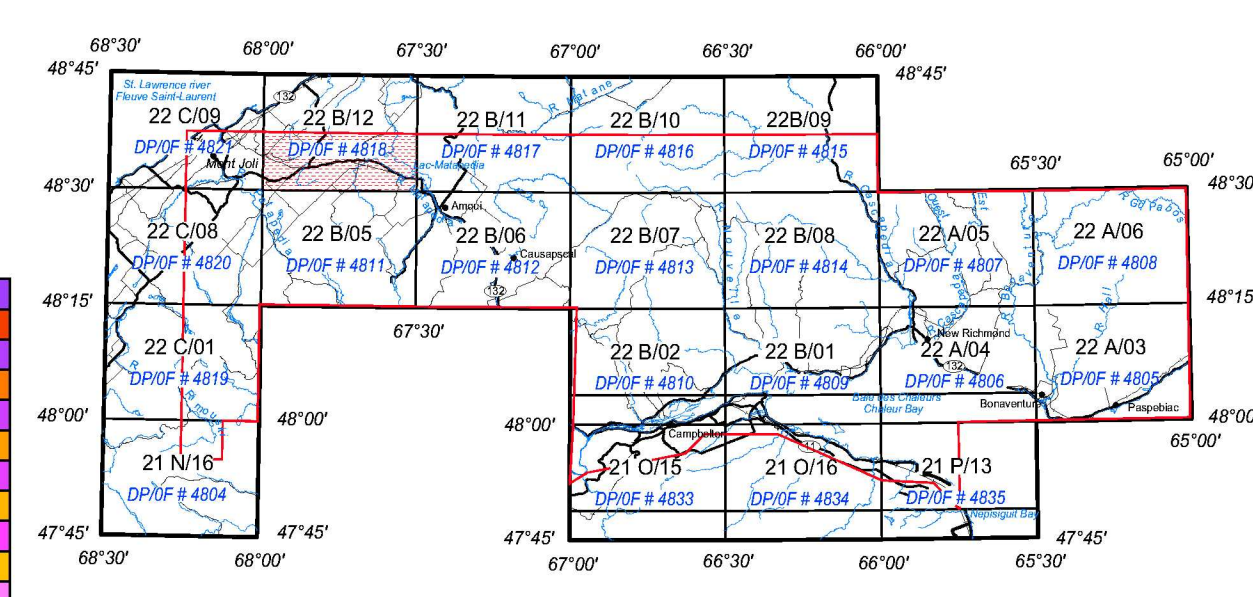 68°30' 68°00' 67°30' 67°00' 66°30' 66°00'
48°45' 48°45'
St. Lawrence river
Fleuve Saint-Laurent
132
R Matane
22 C/09 22 B/12 22 B/11 22 B/10 22B/09
DP/0F # 4821 DP/0F # 4818 DP/0F # 4817 DP/0F # 4816 DP/0F # 4815
Mont Joli
Lac-Matapedia
65°30' 65°00'
48°30' 48°30'
Amqui
R Cascapedia
22 C/08 22 B/05 22 B/06 22 B/07 22 B/08 22 A/05 22 A/06
Causapscal
DP/0F # 4820 DP/0F # 4811 DP/0F # 4812 DP/0F # 4813 DP/0F # 4814 DP/0F # 4807 DP/0F # 4808
132
48°15' 48°15'
67°30'
R Hall
New Richmond
22 C/01 22 B/02 22 B/01 22 A/04 22 A/03
132
DP/0F # 4819 DP/0F # 4810 DP/0F # 4809 DP/0F # 4806 DP/0F # 4805
Baie des Chaleurs
Chaleur Bay
Bonaventure
Paspebiac
48°00' 48°00' 48°00' 48°00'
Campbellton
65°00'
11
21 N/16 21 O/15 21 O/16 21 P/13
DP/0F # 4804 DP/0F # 4833 DP/0F # 4834 DP/0F # 4835
Nepisiguit Bay
47°45' 47°45' 47°45' 47°45'
68°30' 68°00' 67°00' 66°30' 66°00' 65°30'